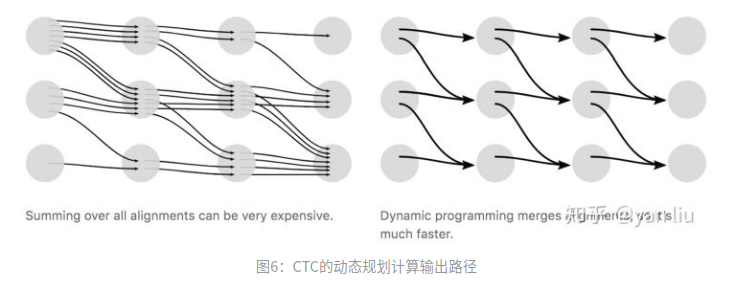 Summing over all alignments can be very expensive.
Dynamic programming merges alignments, so it's
much faster.
知乎 @yanliu
图6：CTC的动态规划计算输出路径